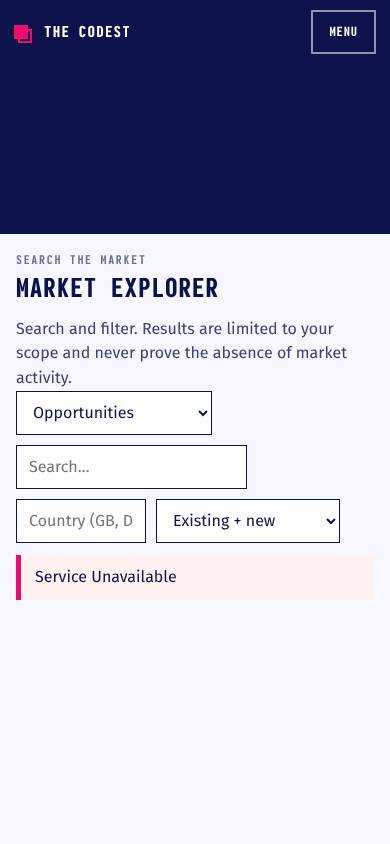 THE CODEST
MENU
SEARCH THE MARKET
MARKET EXPLORER
Search and filter. Results are limited to your
scope and never prove the absence of market
activity.
Opportunities
Search...
Country (GB, D
Existing + new
Service Unavailable